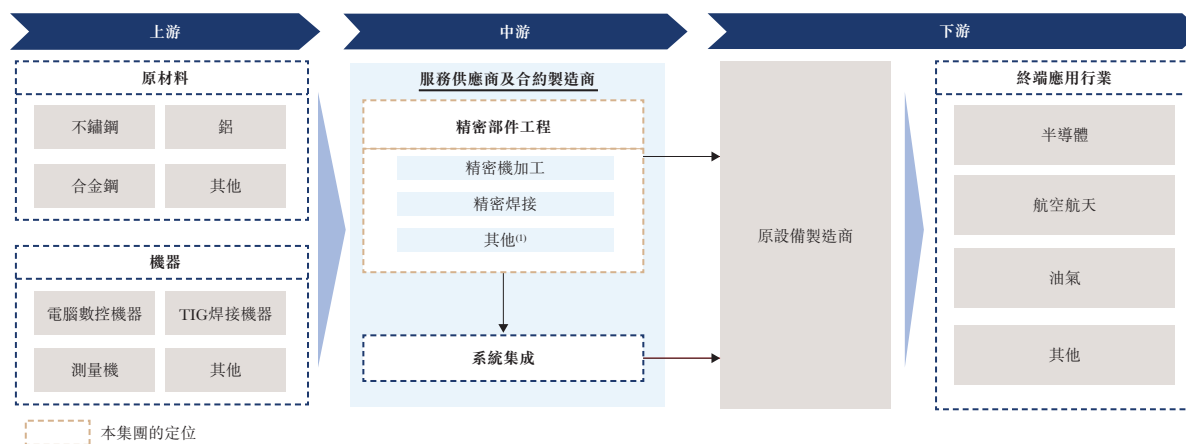 上游
中游
下游
原材料
不鏽鋼
鋁
合金鋼
其他
機器
電腦數控機器
TIG焊接機器
測量機
其他
服務供應商及合約製造商
精密部件工程
精密機加工
精密焊接
其他(1)
系統集成
原設備製造商
終端應用行業
半導體
航空航天
油氣
其他
本集團的定位